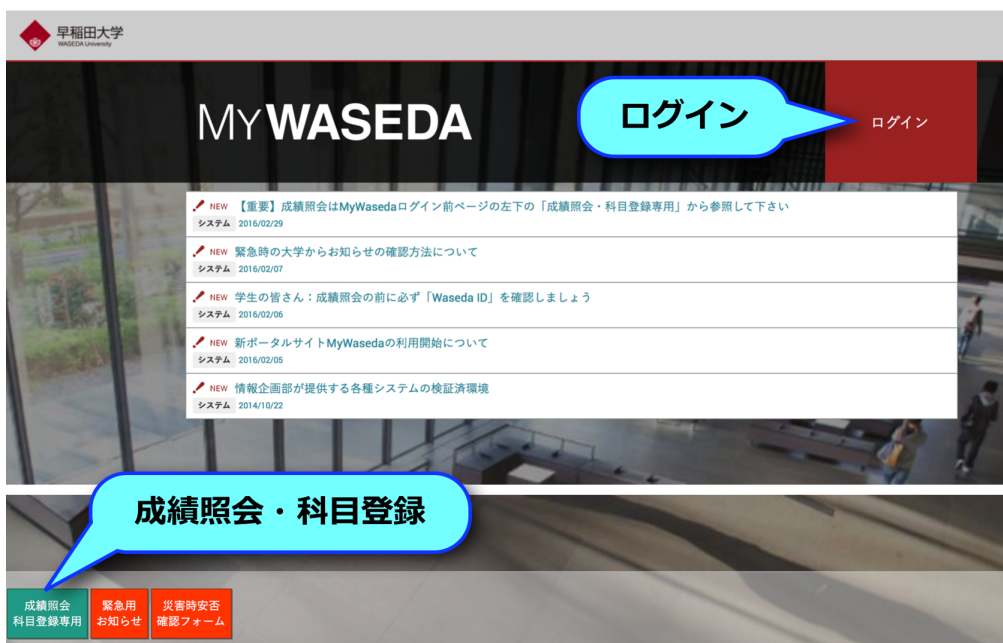 早稲田大学
WASEDA University
MYWASEDA
ログイン
ログイン
NEW 【重要】成績照会はMyWasedaログイン前ページの左下の「成績照会・科目登録専用」から参照して下さい
システム 2016/02/29
NEW 緊急時の大学からお知らせの確認方法について
システム 2016/02/07
NEW 学生の皆さん：成績照会の前に必ず「Waseda ID」を確認しましょう
システム 2016/02/06
NEW 新ポータルサイトMyWasedaの利用開始について
システム 2016/02/05
NEW 情報企画部が提供する各種システムの検証済環境
システム 2014/10/22
成績照会・科目登録
成績照会
科目登録専用
緊急用
お知らせ
災害時安否
確認フォーム